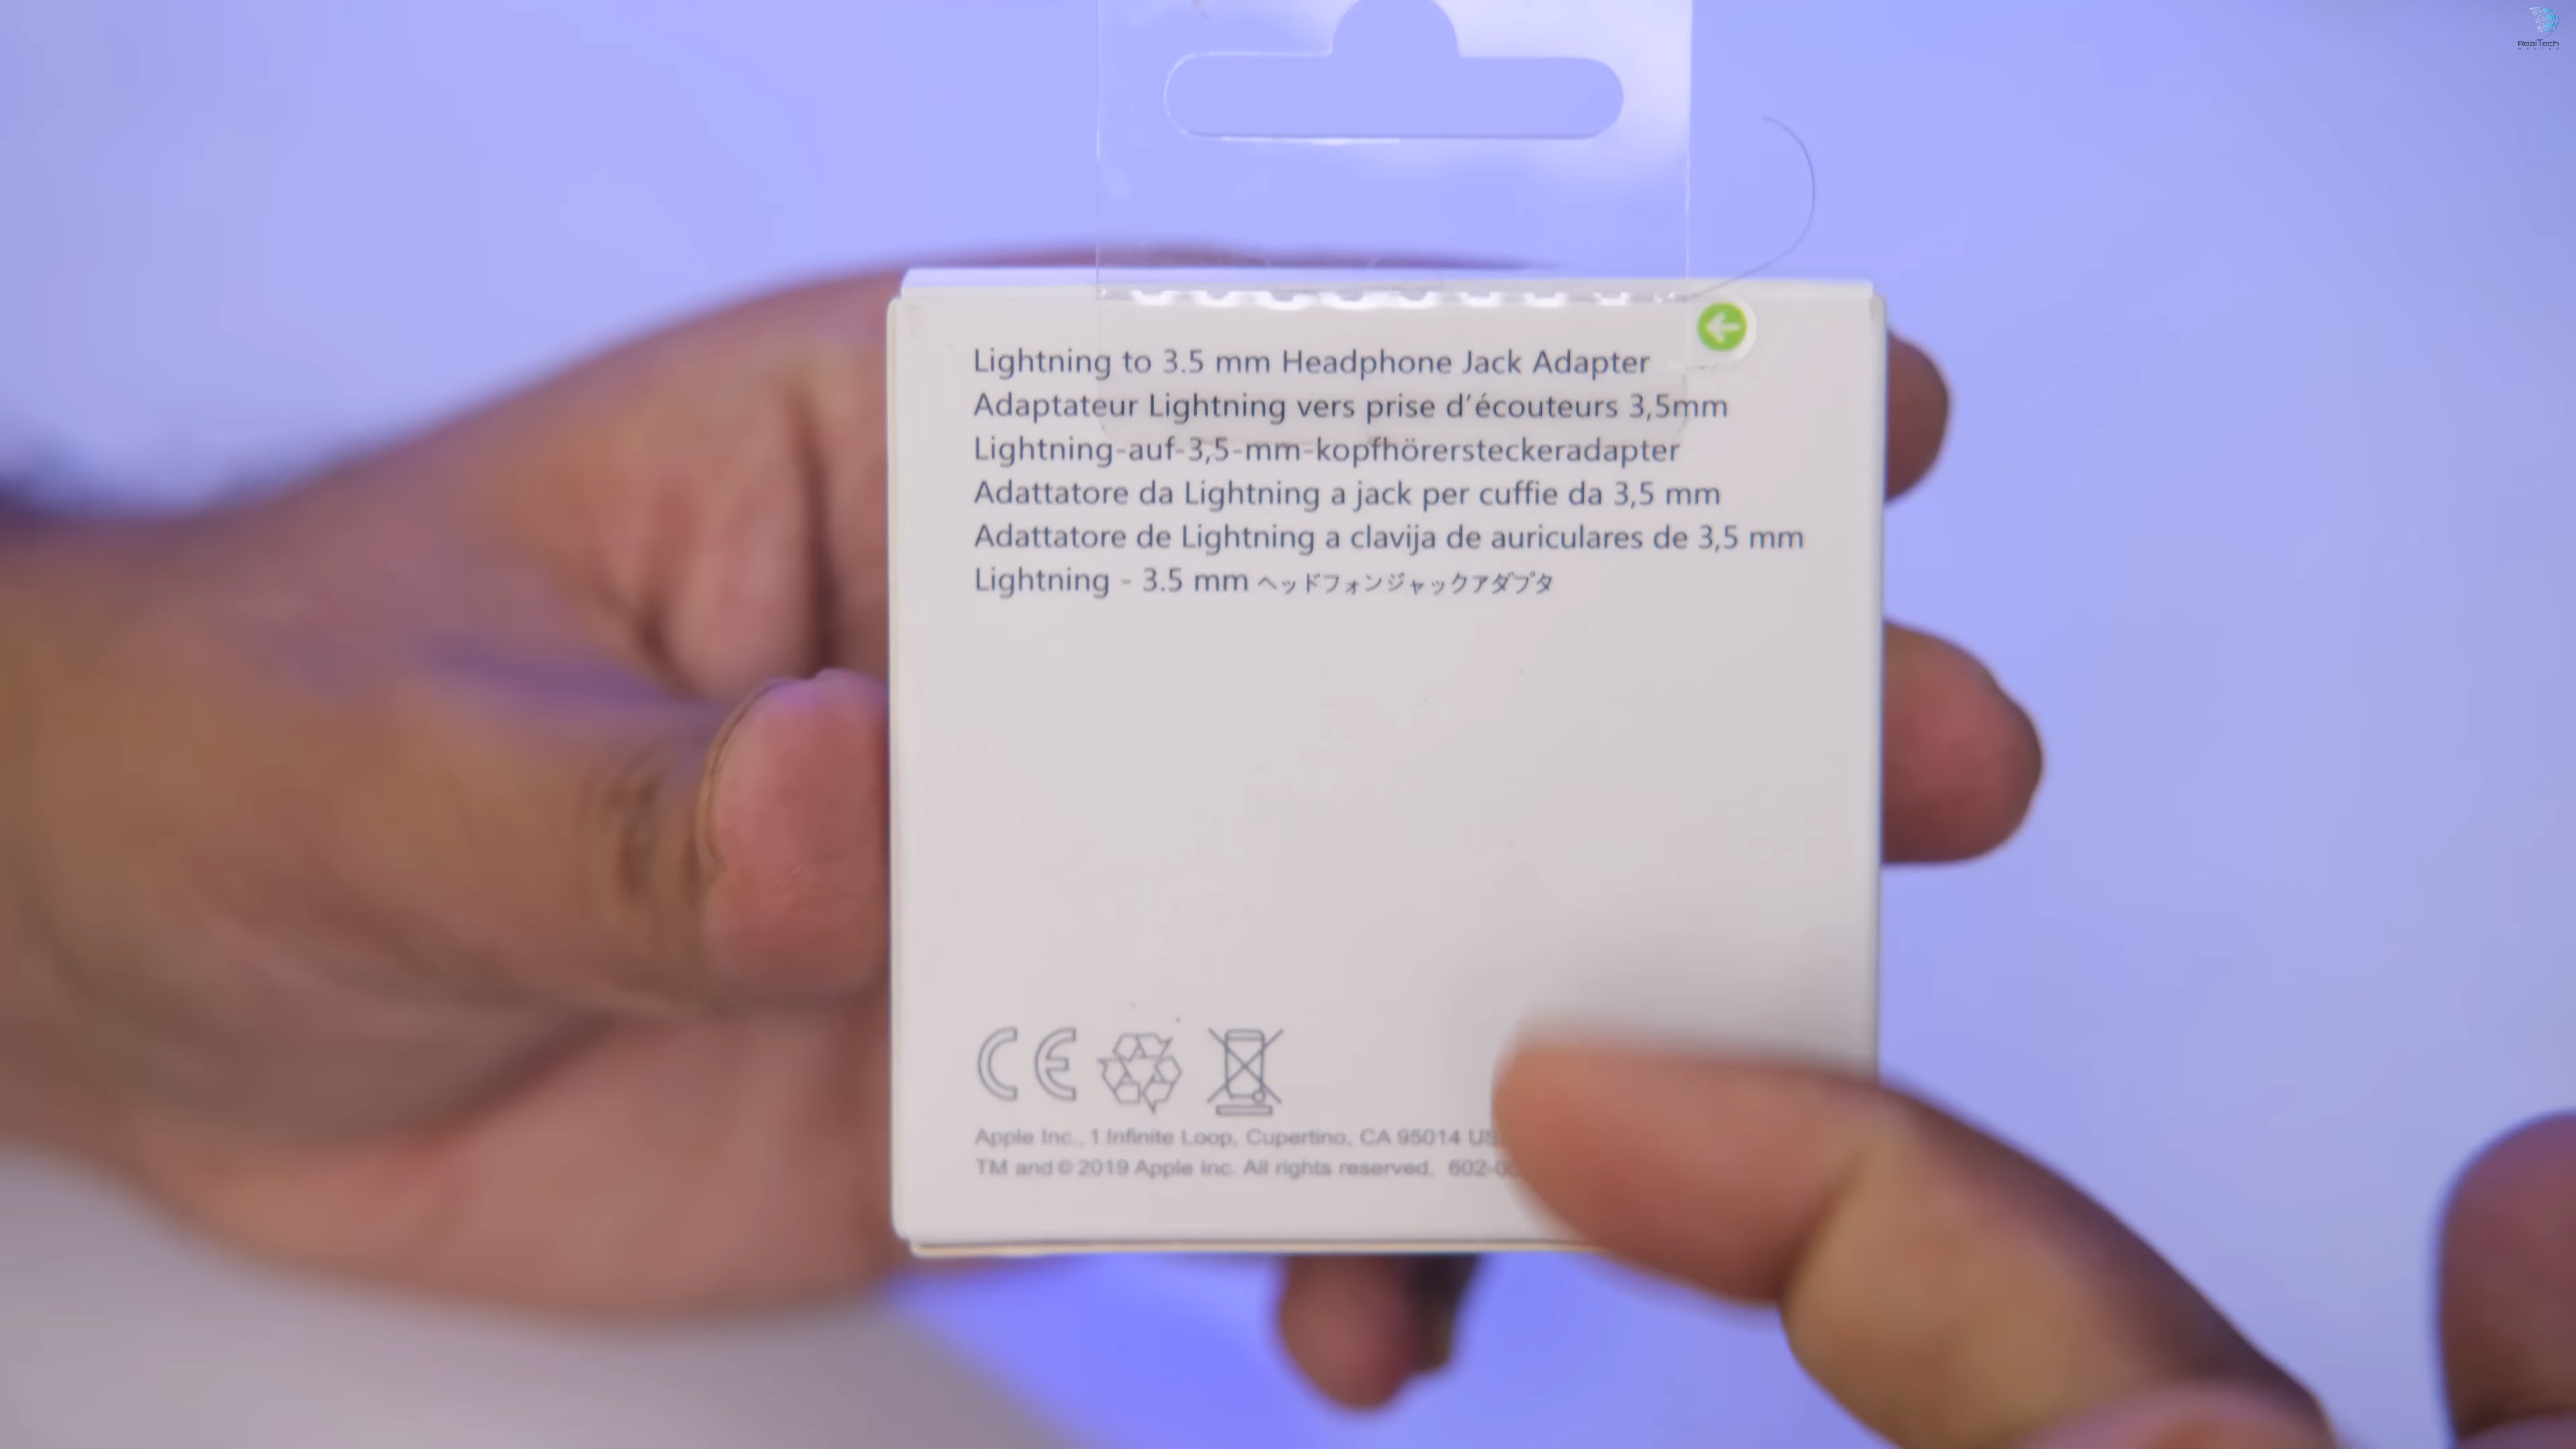 RealTech
Lightning to 3.5 mm Headphone Jack Adapter
Adaptateur Lightning vers prise d'écouteurs 3,5mm
Lightning-auf-3,5-mm-kopfhörersteckeradapter
Adattatore da Lightning a jack per cuffie da 3,5 mm
Adattatore de Lightning a clavija de auriculares de 3,5 mm
Lightning - 3.5 mm ヘッドフォンジャックアダプタ
CE
Apple Inc., 1 Infinite Loop, Cupertino, CA 95014
TM and © 2019 Apple Inc. All rights reserved.